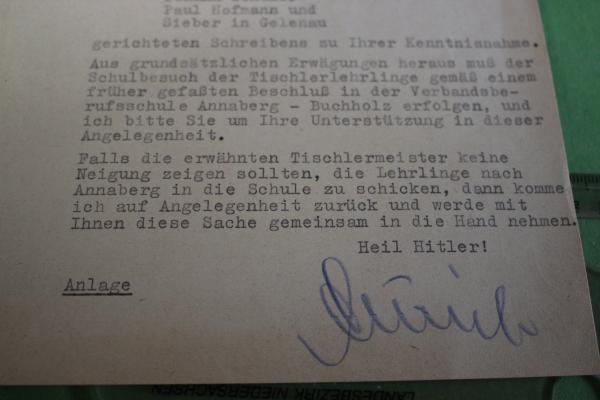 Paul Hofmann und
Sieber in Gelenau
gerichteten Schreibens zu Ihrer Kenntnisnahme.
Aus grundsätzlichen Erwägungen heraus muß der
Schulbesuch der Tischlerlehrlinge gemäß einem
früher gefaßten Beschluß in der Verbandsbe-
rufsschule Annaberg - Buchholz erfolgen, und
ich bitte Sie um Ihre Unterstützung in dieser
Angelegenheit.
Falls die erwähnten Tischlermeister keine
Neigung zeigen sollten, die Lehrlinge nach
Annaberg in die Schule zu schicken, dann komme
ich auf Angelegenheit zurück und werde mit
Ihnen diese Sache gemeinsam in die Hand nehmen.
Heil Hitler!
Anlage
LANDESBEZIRK NIEDERSACHSEN